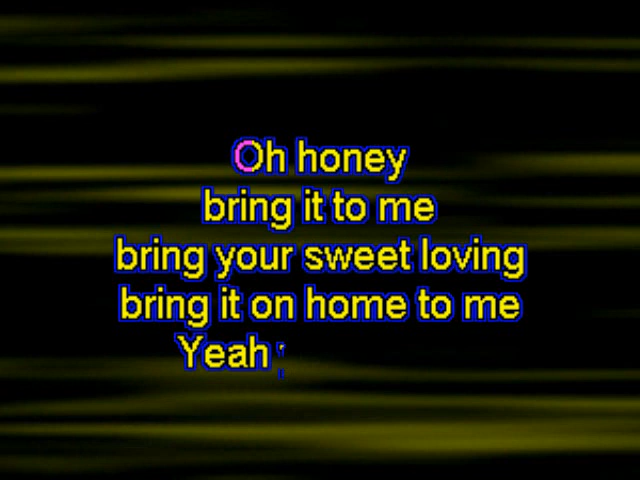 Oh honey
bring it to me
bring your sweet loving
bring it on home to me
Yeah